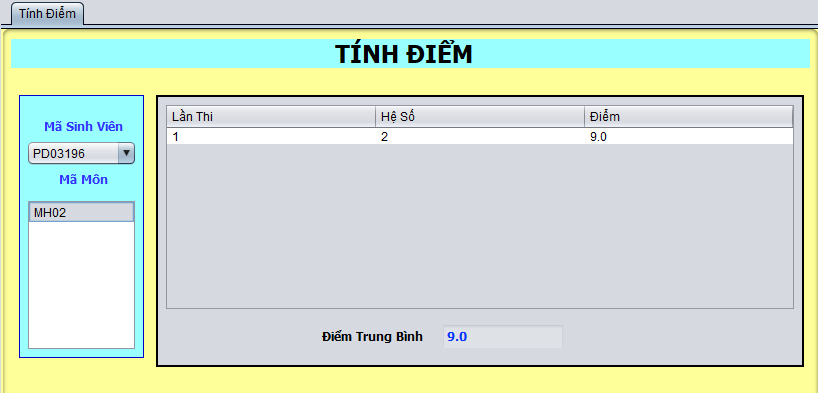 Tính Điểm
TÍNH ĐIỂM
Mã Sinh Viên
PD03196
Mã Môn
MH02
Lần Thi Hệ Số Điểm
1 2 9.0
Điểm Trung Bình 9.0